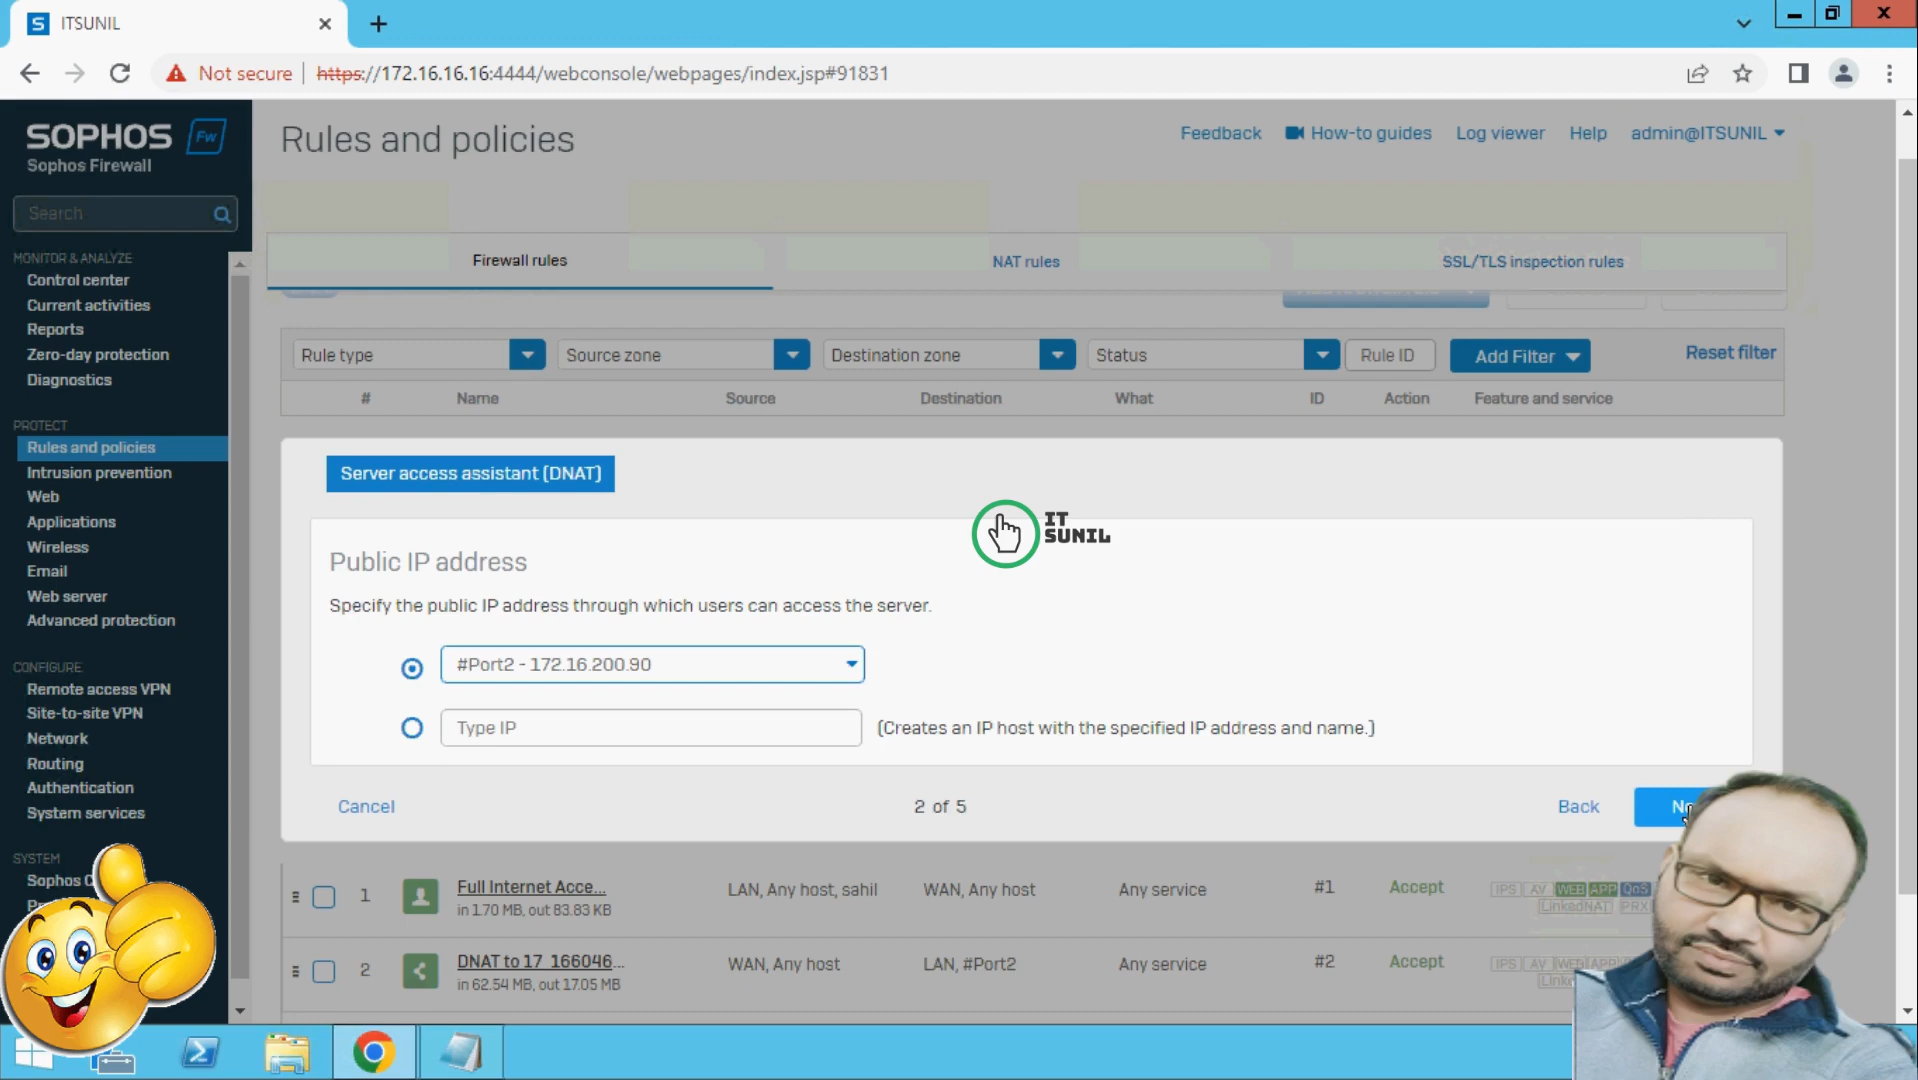 ITSUNIL
Not secure
https://172.16.16.16:4444/webconsole/webpages/index.jsp#91831
SOPHOS
Fw
Sophos Firewall
Search
MONITOR & ANALYZE
Control center
Current activities
Reports
Zero-day protection
Diagnostics
PROTECT
Rules and policies
Intrusion prevention
Web
Applications
Wireless
Email
Web server
Advanced protection
CONFIGURE
Remote access VPN
Site-to-site VPN
Network
Routing
Authentication
System services
SYSTEM
Sophos
Rules and policies
Feedback
How-to guides
Log viewer
Help
admin@ITSUNIL
Firewall rules
NAT rules
SSL/TLS inspection rules
Rule type
Source zone
Destination zone
Status
Rule ID
Add Filter
Reset filter
# Name Source Destination What ID Action Feature and service
Server access assistant (DNAT)
IT
SUNIL
Public IP address
Specify the public IP address through which users can access the server.
#Port2 - 172.16.200.90
Type IP
(Creates an IP host with the specified IP address and name.)
Cancel
2 of 5
Back
1 Full Internet Acce... LAN, Any host, sahil WAN, Any host Any service #1 Accept IPS AV WEB APP QoS
in 1.70 MB, out 83.83 KB LinkedNAT PRX
2 DNAT to 17_166046... WAN, Any host LAN, #Port2 Any service #2 Accept IPS AV WEB APP
in 62.54 MB, out 17.05 MB